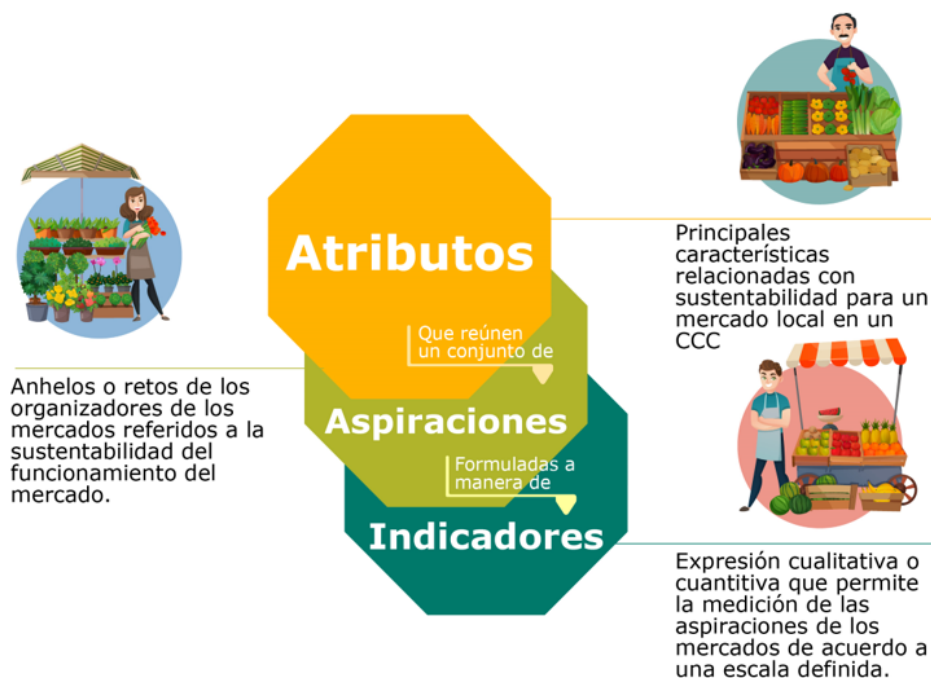 Atributos
Que reúnen
un conjunto de
Principales
características
relacionadas con
sustentabilidad para un
mercado local en un
CCC
Aspiraciones
Formuladas a
manera de
Anhelos o retos de los
organizadores de los
mercados referidos a la
sustentabilidad del
funcionamiento del
mercado.
Indicadores
Expresión cualitativa o
cuantitiva que permite
la medición de las
aspiraciones de los
mercados de acuerdo a
una escala definida.